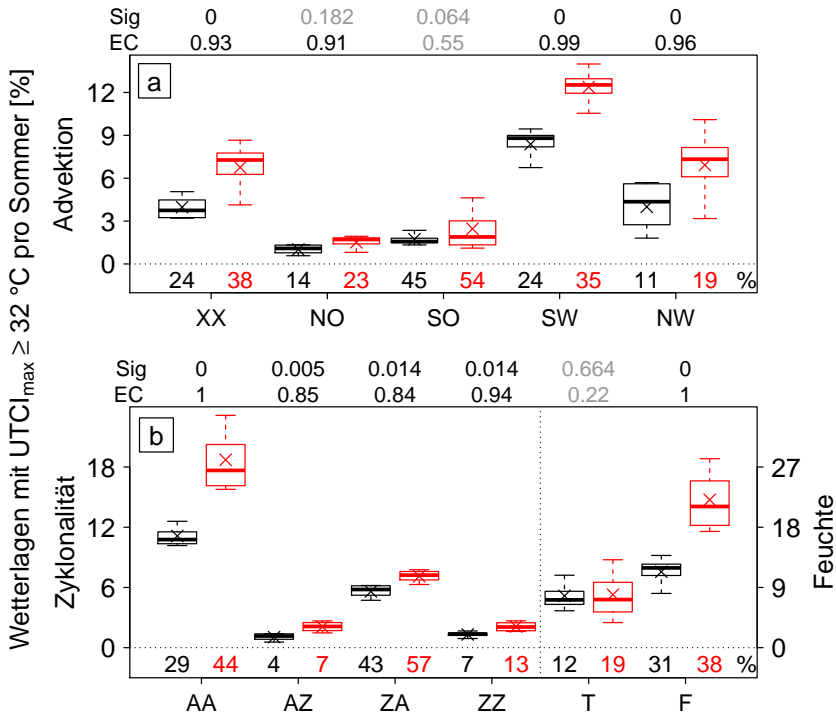 Wetterlagen mit UTCImax ≥ 32 °C pro Sommer [%]
Sig 0 0.182 0.064 0 0
EC 0.93 0.91 0.55 0.99 0.96
a
Advektion
12
9
6
3
0
24 38 14 23 45 54 24 35 11 19 %
XX NO SO SW NW
Sig 0 0.005 0.014 0.014 0.664 0
EC 1 0.85 0.84 0.94 0.22 1
b
Zyklonalität
Feuchte
18 27
12 18
6 9
0 0
29 44 4 7 43 57 7 13 12 19 31 38 %
AA AZ ZA ZZ T F